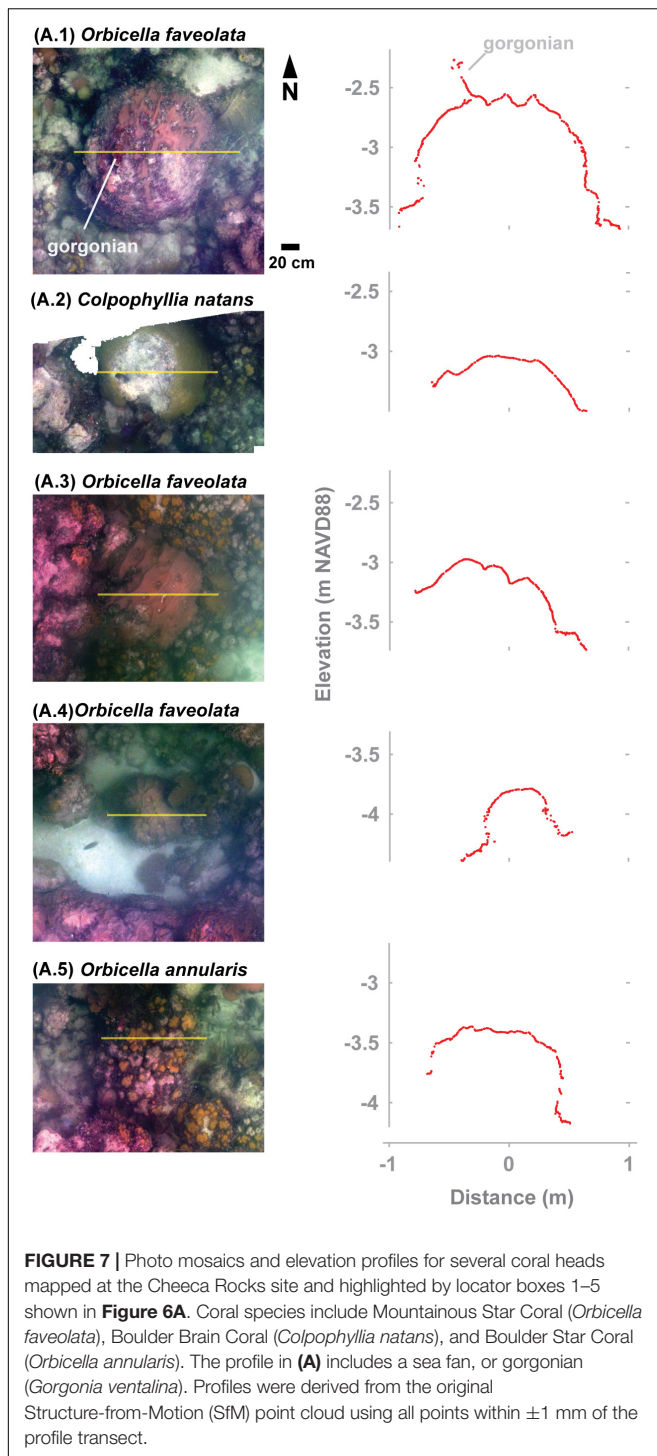 (A.1) Orbicella faveolata
N
gorgonian
20 cm
gorgonian
-2.5
-3
-3.5
(A.2) Colpophyllia natans
-3
(A.3) Orbicella faveolata
-2.5
-3
-3.5
(A.4)Orbicella faveolata
-3.5
-4
(A.5) Orbicella annularis
-3
-3.5
-4
Elevation (m NAVD88)
-1
0
1
Distance (m)
FIGURE 7 | Photo mosaics and elevation profiles for several coral heads
mapped at the Cheeca Rocks site and highlighted by locator boxes 1–5
shown in Figure 6A. Coral species include Mountainous Star Coral (Orbicella
faveolata), Boulder Brain Coral (Colpophyllia natans), and Boulder Star Coral
(Orbicella annularis). The profile in (A) includes a sea fan, or gorgonian
(Gorgonia ventalina). Profiles were derived from the original
Structure-from-Motion (SfM) point cloud using all points within ±1 mm of the
profile transect.